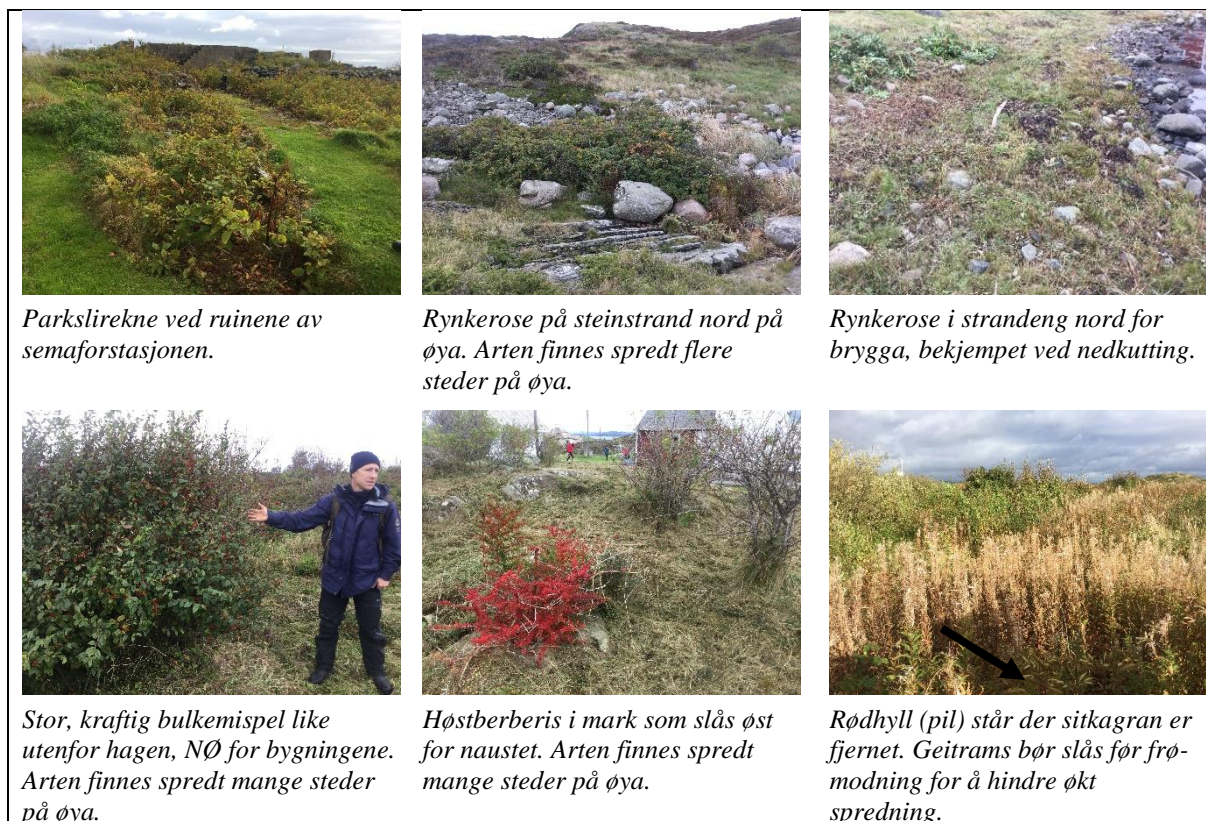 Parkslirekne ved ruinene av
semaforstasjonen.
Rynkerose på steinstrand nord på
øya. Arten finnes spredt flere
steder på øya.
Rynkerose i strandeng nord for
brygga, bekjempet ved nedkutting.
Stor, kraftig bulkemispel like
utenfor hagen, NØ for bygningene.
Arten finnes spredt mange steder
på øya.
Høstberberis i mark som slås øst
for naustet. Arten finnes spredt
mange steder på øya.
Rødhyll (pil) står der sitkagran er
fjernet. Geitrams bør slås før frø-
modning for å hindre økt
spredning.